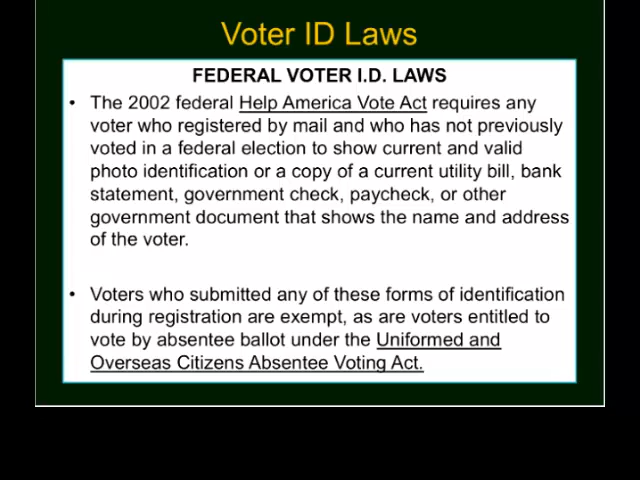 Voter ID Laws
FEDERAL VOTER I.D. LAWS
• The 2002 federal Help America Vote Act requires any
voter who registered by mail and who has not previously
voted in a federal election to show current and valid
photo identification or a copy of a current utility bill, bank
statement, government check, paycheck, or other
government document that shows the name and address
of the voter.
• Voters who submitted any of these forms of identification
during registration are exempt, as are voters entitled to
vote by absentee ballot under the Uniformed and
Overseas Citizens Absentee Voting Act.